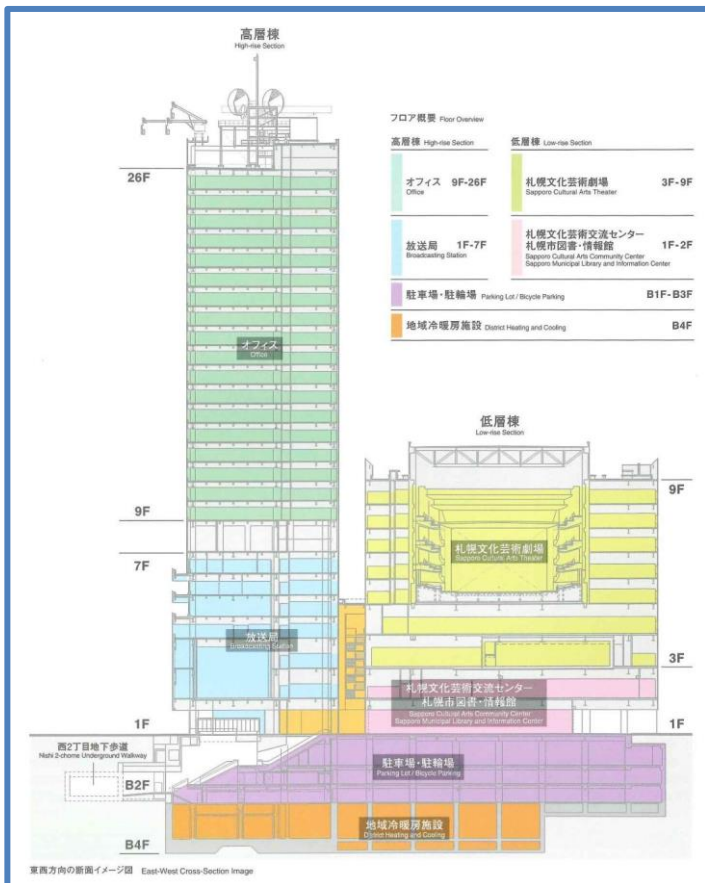 高層棟
High-rise Section
フロア概要 Floor Overview
高層棟 High-rise Section
低層棟 Low-rise Section
オフィス 9F-26F
Office
札幌文化芸術劇場 3F-9F
Sapporo Cultural Arts Theater
放送局 1F-7F
Broadcasting Station
札幌文化芸術交流センター
札幌市図書・情報館 1F-2F
Sapporo Cultural Arts Community Center
Sapporo Municipal Library and Information Center
駐車場・駐輪場 Parking Lot / Bicycle Parking B1F-B3F
地域冷暖房施設 District Heating and Cooling B4F
26F
オフィス
Office
9F
7F
放送局
Broadcasting Station
1F
低層棟
Low-rise Section
9F
札幌文化芸術劇場
Sapporo Cultural Arts Theater
3F
札幌文化芸術交流センター
札幌市図書・情報館
Sapporo Cultural Arts Community Center
Sapporo Municipal Library and Information Center
1F
西2丁目地下歩道
Nishi 2-chome Underground Walkway
B2F
駐車場・駐輪場
Parking Lot / Bicycle Parking
地域冷暖房施設
District Heating and Cooling
B4F
東西方向の断面イメージ図 East-West Cross-Section Image